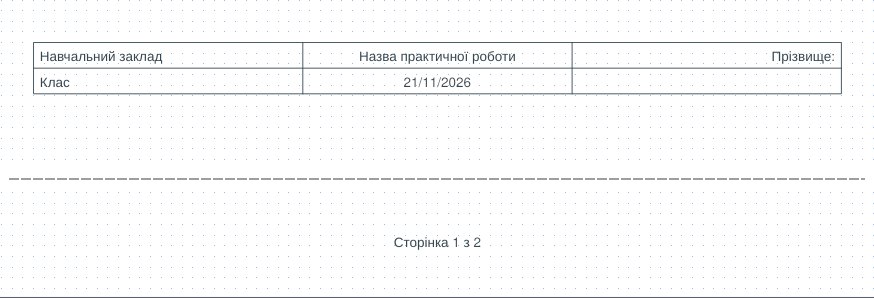 Навчальний заклад Назва практичної роботи Прізвище:
Клас 21/11/2026
Сторінка 1 з 2